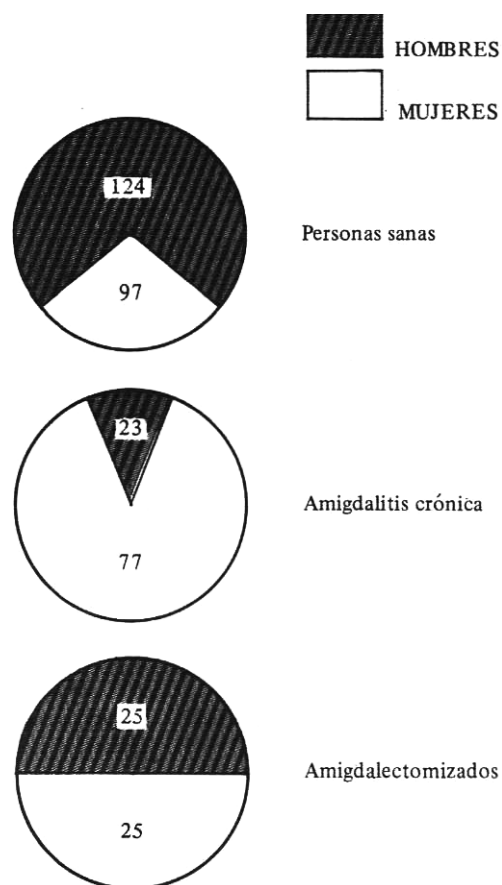 HOMBRES
MUJERES
124
Personas sanas
97
23
Amigdalitis crónica
77
25
Amigdalectomizados
25